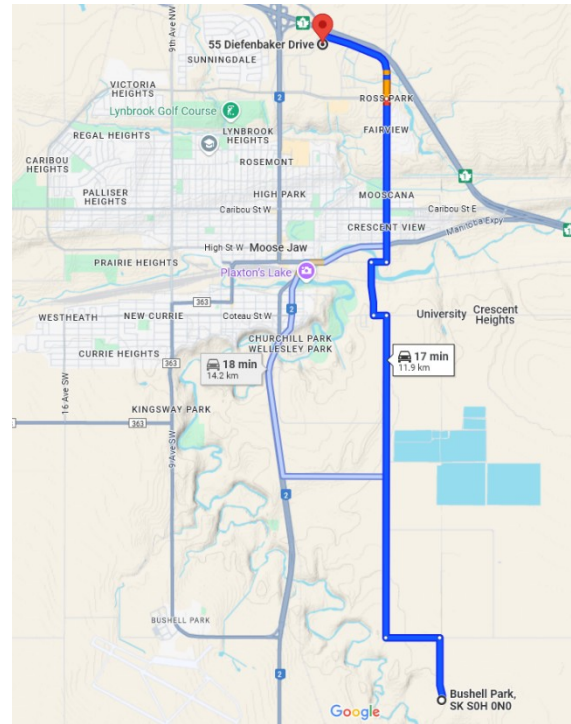 9th Ave NW
1
55 Diefenbaker Drive
SUNNINGDALE
2
VICTORIA
HEIGHTS
ROSS PARK
Lynbrook Golf Course
REGAL HEIGHTS
LYNBROOK
HEIGHTS
FAIRVIEW
ROSEMONT
CARIBOU
HEIGHTS
1
PALLISER
HEIGHTS
HIGH PARK
MOOSCANA
Caribou St W
Caribou St E
CRESCENT VIEW
Manitoba Expy
1
High St W
Moose Jaw
PRAIRIE HEIGHTS
Plaxton's Lake
363
2
WESTHEATH
NEW CURRIE
Coteau St W
University
Crescent
Heights
CURRIE HEIGHTS
CHURCHILL PARK
WELLESLEY PARK
363
18 min
14.2 km
17 min
11.9 km
16 Ave SW
KINGSWAY PARK
363
9 Ave SW
2
BUSHELL PARK
2
Bushell Park,
SK S0H 0N0
Google